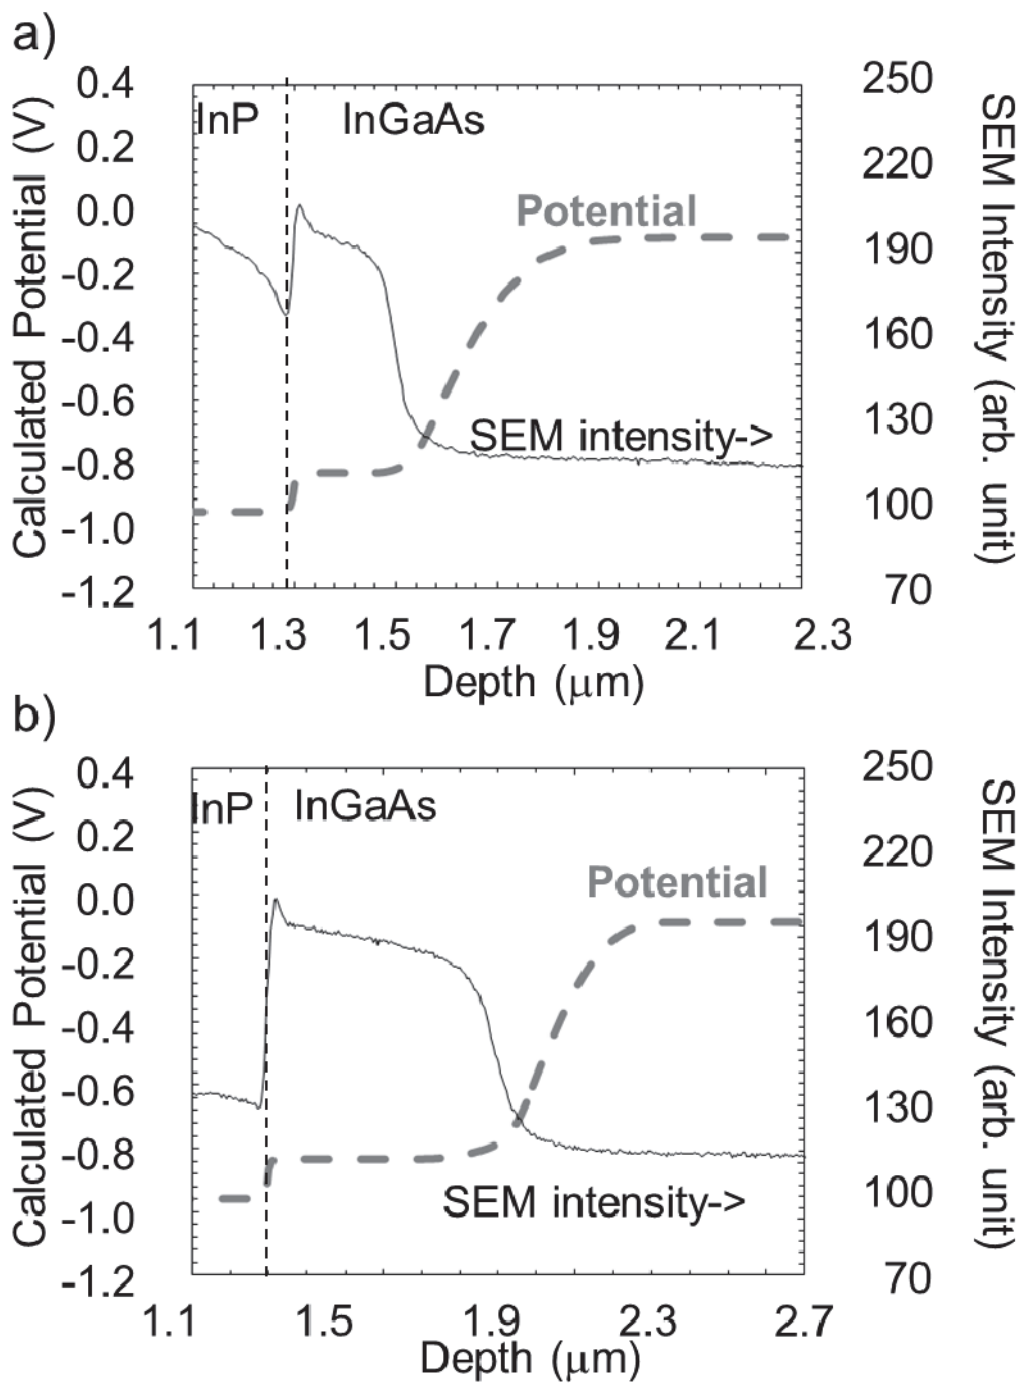 a)
Calculated Potential (V)
0.4
0.2
0.0
-0.2
-0.4
-0.6
-0.8
-1.0
-1.2
InP
InGaAs
Potential
SEM intensity->
250
220
190
160
130
100
70
SEM Intensity (arb. unit)
1.1 1.3 1.5 1.7 1.9 2.1 2.3
Depth (μm)
b)
Calculated Potential (V)
0.4
0.2
0.0
-0.2
-0.4
-0.6
-0.8
-1.0
-1.2
InP
InGaAs
Potential
SEM intensity->
250
220
190
160
130
100
70
SEM Intensity (arb. unit)
1.1 1.5 1.9 2.3 2.7
Depth (μm)